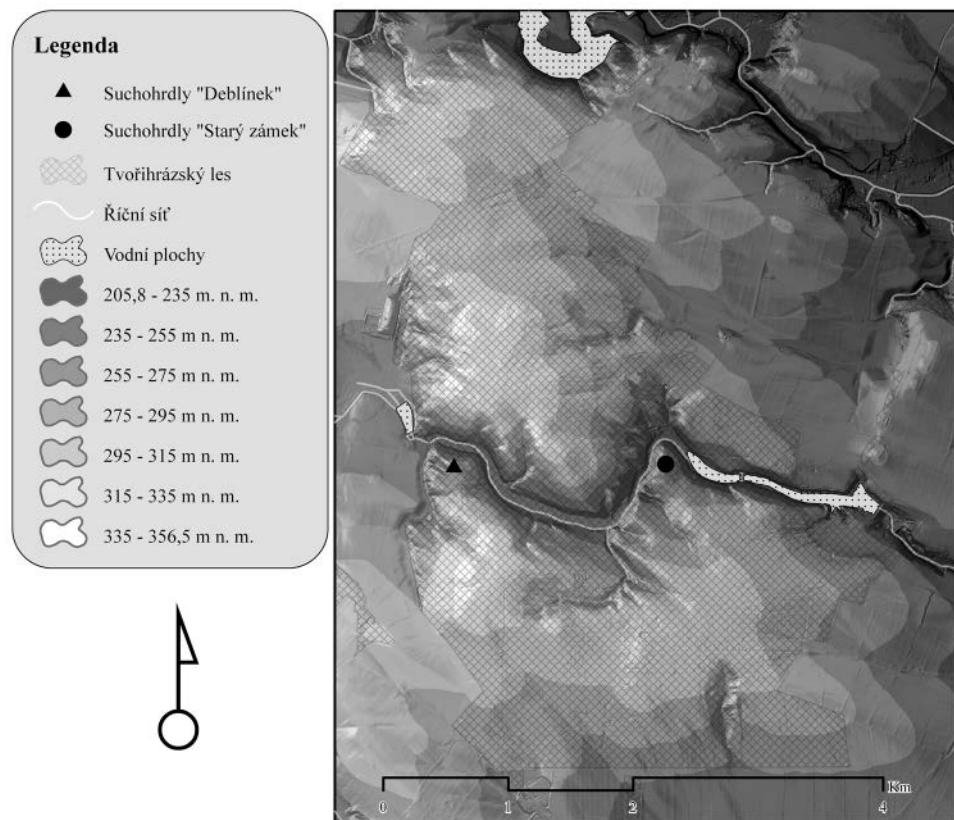 Legenda
Suchohrdly "Deblínek"
Suchohrdly "Starý zámek"
Tvořihrázský les
Říční síť
Vodní plochy
205,8 - 235 m. n. m.
235 - 255 m n. m.
255 - 275 m n. m.
275 - 295 m n. m.
295 - 315 m n. m.
315 - 335 m n. m.
335 - 356,5 m n. m.
Km
0 1 2 4